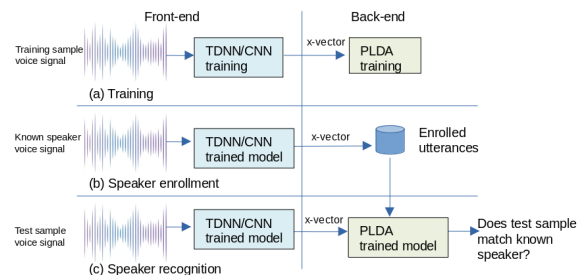 Front-end
Back-end
Training sample
voice signal
TDNN/CNN
training
x-vector
PLDA
training
(a) Training
Known speaker
voice signal
TDNN/CNN
trained model
x-vector
Enrolled
utterances
(b) Speaker enrollment
Test sample
voice signal
TDNN/CNN
trained model
x-vector
PLDA
trained model
Does test sample
match known
speaker?
(c) Speaker recognition